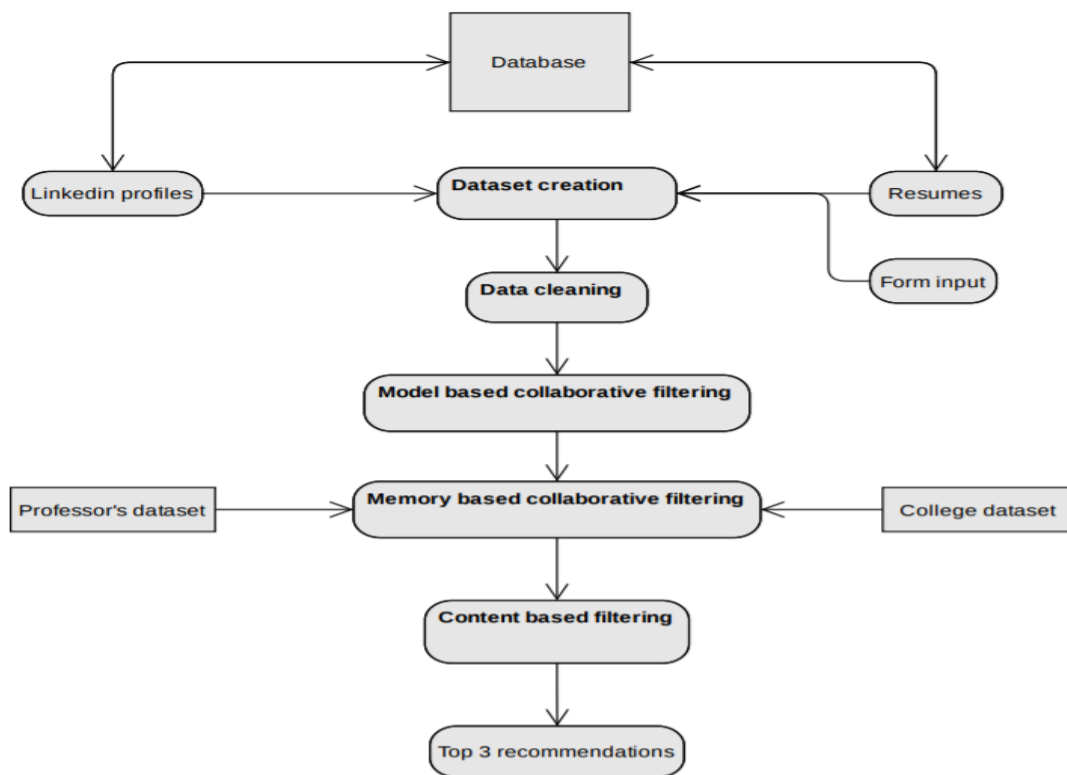 Database
Linkedin profiles
Dataset creation
Resumes
Data cleaning
Form input
Model based collaborative filtering
Professor's dataset
Memory based collaborative filtering
College dataset
Content based filtering
Top 3 recommendations